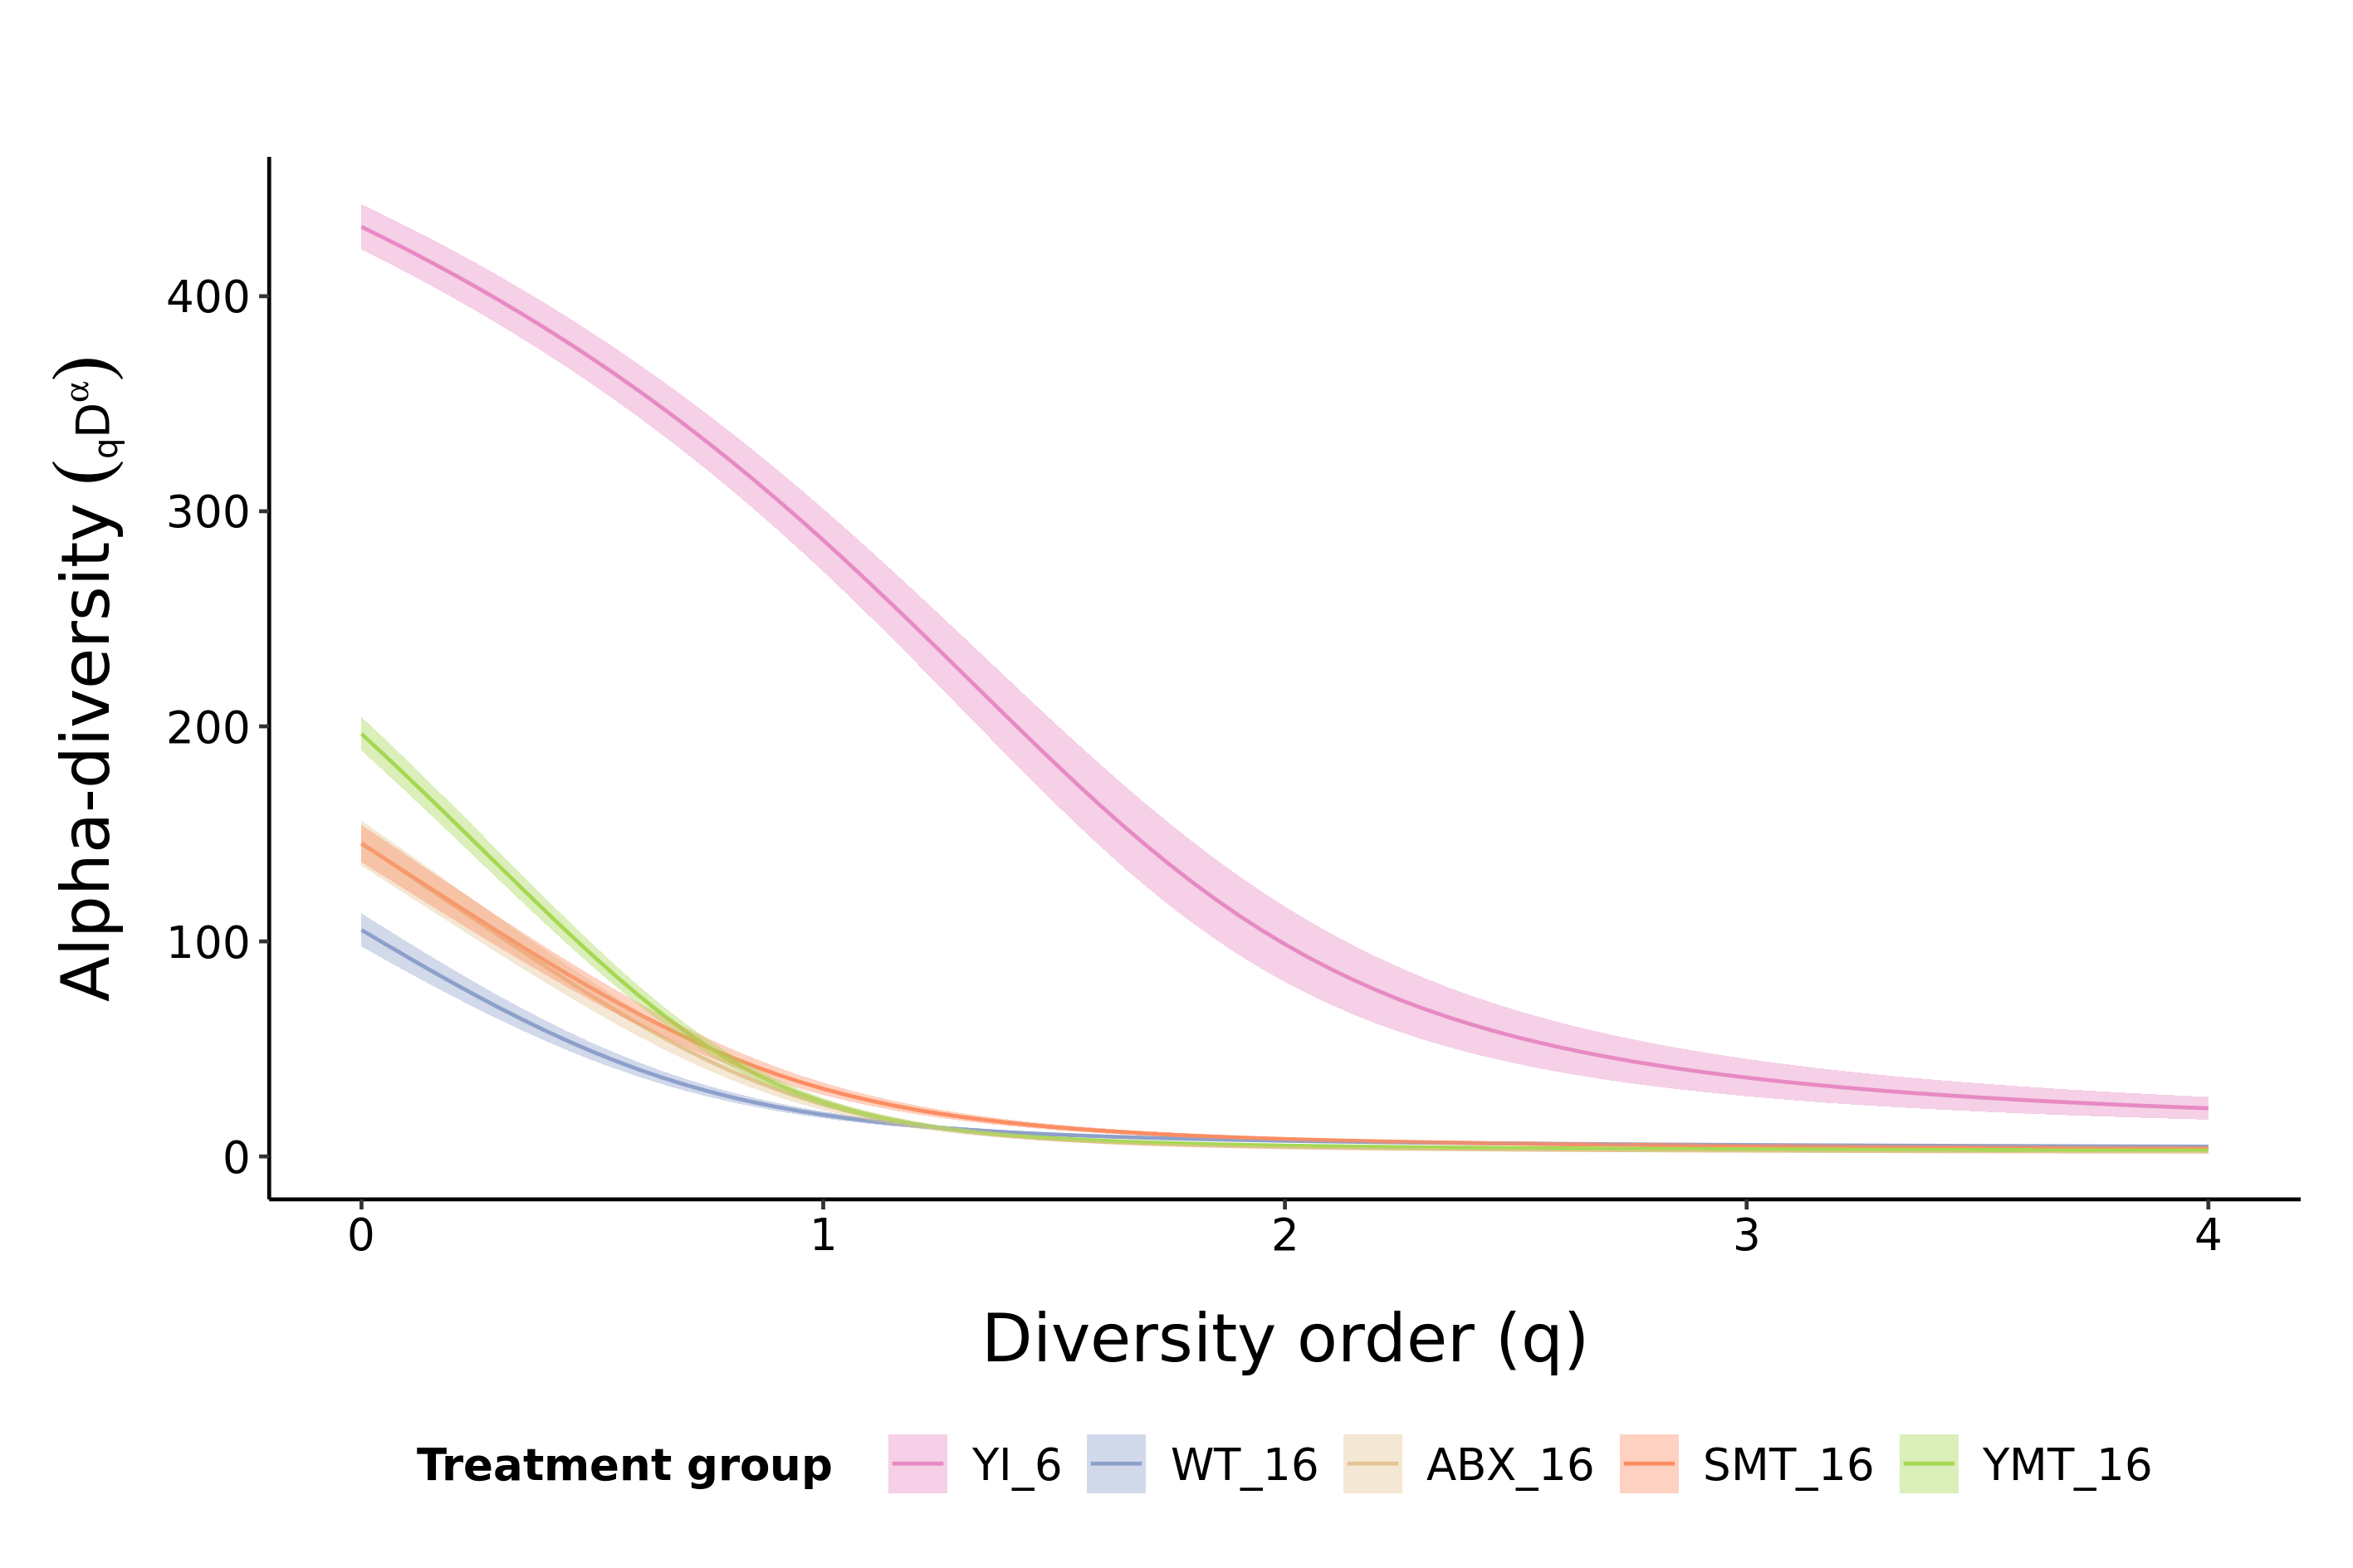 Alpha-diversity (qDα)
400
300
200
100
0
0 1 2 3 4
Diversity order (q)
Treatment group YI_6 WT_16 ABX_16 SMT_16 YMT_16